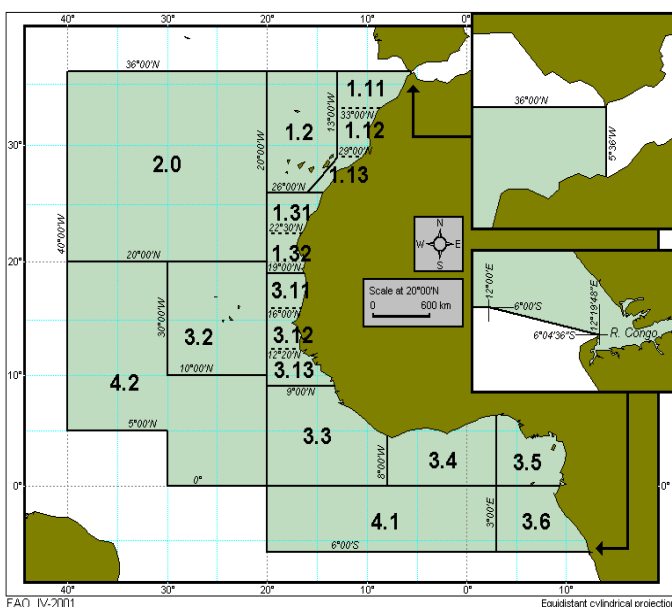 40° 30° 20° 10° 0°
36°00'N
36°00'N
1.11
33°00'N
13°00'W
1.2
1.12
20°00'W
5°36'W
30°
29°00'N
2.0
1.13
26°00'N
1.31
40°00'W
22°30'N
N
W E
S
1.32
20° 20°00'N
19°00'N
12°00'E
3.11
Scale at 20°00'N
0 600 km
6°00'S
12°19'48"E
30°00'W
16°00'N
R. Congo
3.2
3.12
6°04'36"S
12°20'N
10° 10°00'N
3.13
4.2
9°00'N
5°00'N
3.3
8°00'W
3.4
3.5
0° 0° 0°
4.1
3°00'E
3.6
6°00'S
40° 30° 20° 10° 0° 10°
FAO IV-2001 Equidistant cylindrical projection